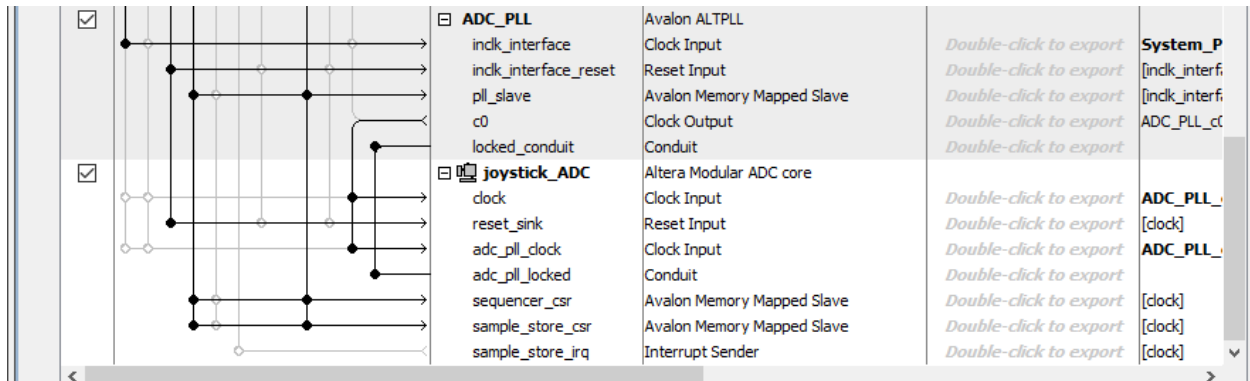 ADC_PLL Avalon ALTPLL
inclk_interface Clock Input Double-click to export System_P
inclk_interface_reset Reset Input Double-click to export [inclk_interfa
pll_slave Avalon Memory Mapped Slave Double-click to export [inclk_interfa
c0 Clock Output Double-click to export ADC_PLL_c0
locked_conduit Conduit Double-click to export
joystick_ADC Altera Modular ADC core
clock Clock Input Double-click to export ADC_PLL_
reset_sink Reset Input Double-click to export [clock]
adc_pll_clock Clock Input Double-click to export ADC_PLL_
adc_pll_locked Conduit Double-click to export
sequencer_csr Avalon Memory Mapped Slave Double-click to export [clock]
sample_store_csr Avalon Memory Mapped Slave Double-click to export [clock]
sample_store_irq Interrupt Sender Double-click to export [clock]